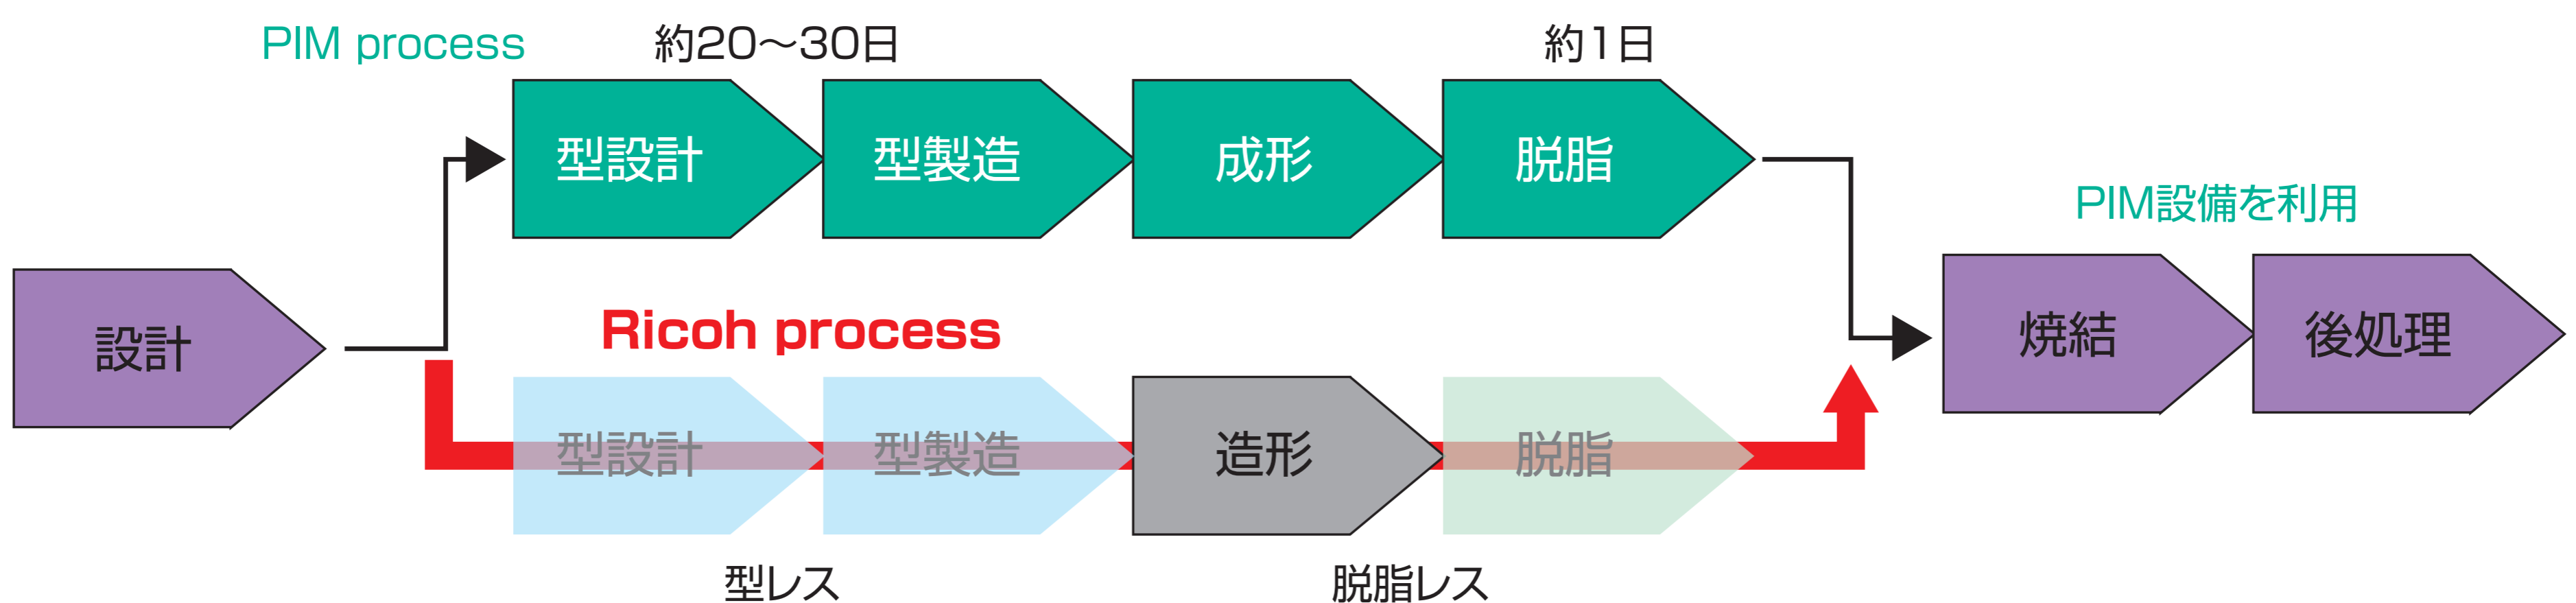 PIM process
約20～30日
約1日
型設計
型製造
成形
脱脂
PIM設備を利用
設計
焼結
後処理
Ricoh process
型設計
型製造
造形
脱脂
型レス
脱脂レス